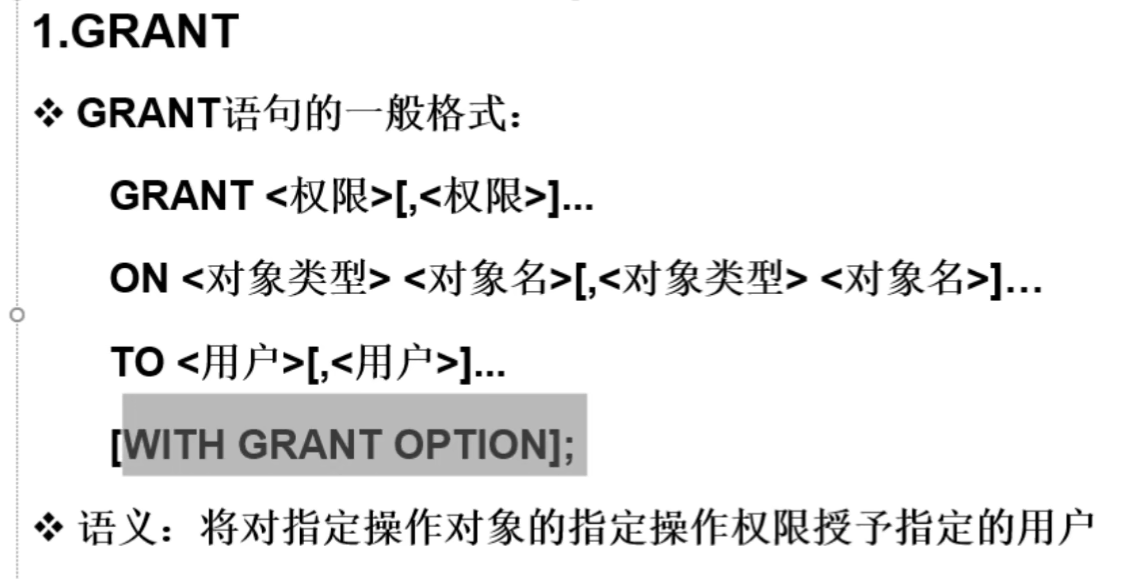 1.GRANT
❖ GRANT语句的一般格式：
GRANT <权限>[,<权限>]...
ON <对象类型> <对象名>[,<对象类型> <对象名>]…
TO <用户>[,<用户>]...
[WITH GRANT OPTION];
❖ 语义：将对指定操作对象的指定操作权限授予指定的用户